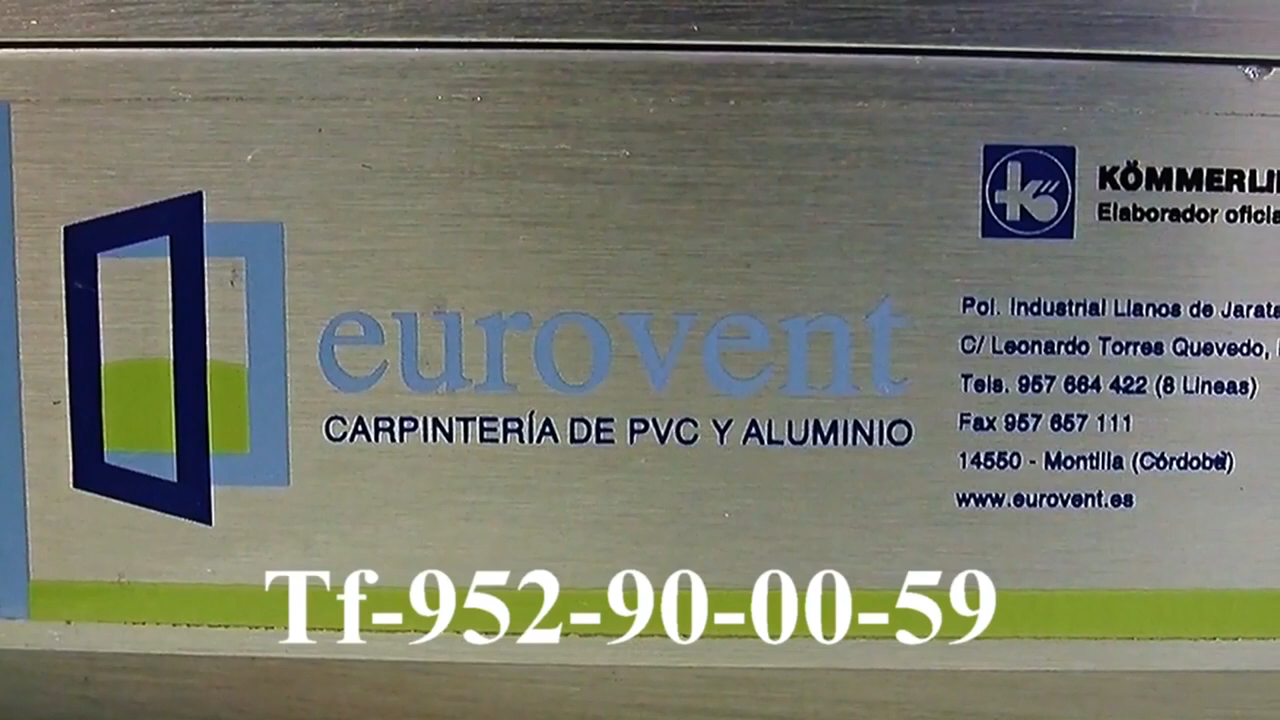 eurovent
CARPINTERÍA DE PVC Y ALUMINIO
KÖMMERLI
Elaborador oficia
Pol. Industrial Llanos de Jarata
C/ Leonardo Torres Quevedo,
Tels. 957 664 422 (8 Lineas)
Fax 957 657 111
14550 - Montilla (Córdoba)
www.eurovent.es
Tf-952-90-00-59